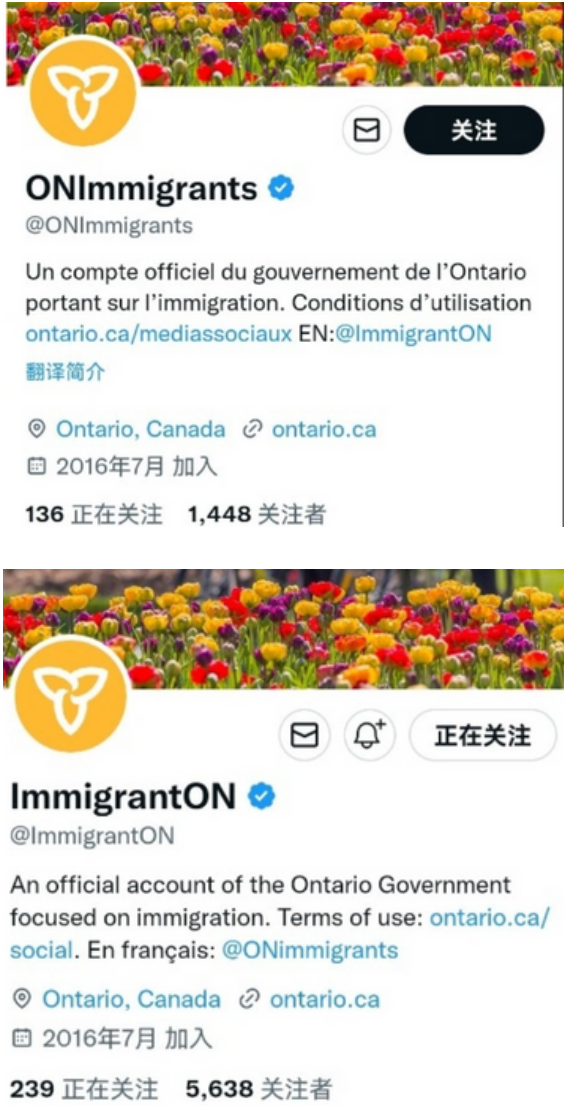 关注
ONImmigrants
@ONImmigrants
Un compte officiel du gouvernement de l’Ontario
portant sur l’immigration. Conditions d’utilisation
ontario.ca/mediassociaux EN:@ImmigrantON
翻译简介
Ontario, Canada ontario.ca
2016年7月 加入
136 正在关注 1,448 关注者
正在关注
ImmigrantON
@ImmigrantON
An official account of the Ontario Government
focused on immigration. Terms of use: ontario.ca/
social. En français: @ONimmigrants
Ontario, Canada ontario.ca
2016年7月 加入
239 正在关注 5,638 关注者